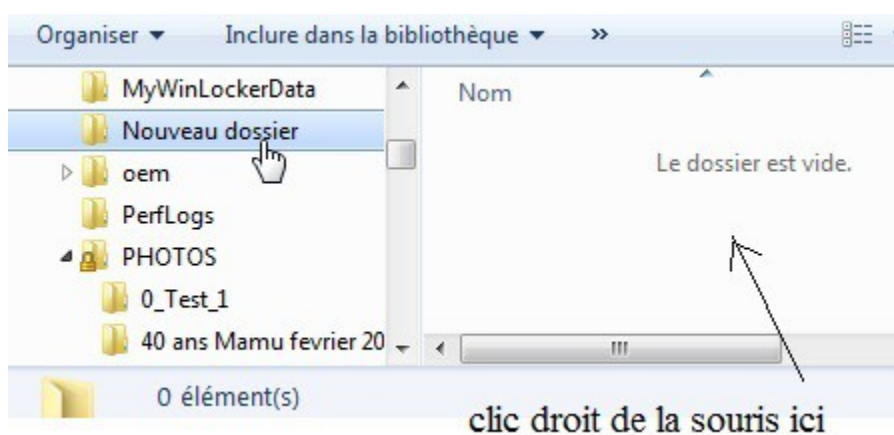 Organiser ▼ Inclure dans la bibliothèque ▼ »
MyWinLockerData
Nouveau dossier
oem
PerfLogs
PHOTOS
0_Test_1
40 ans Mamu fevrier 20
Nom
Le dossier est vide.
0 élément(s)
clic droit de la souris ici